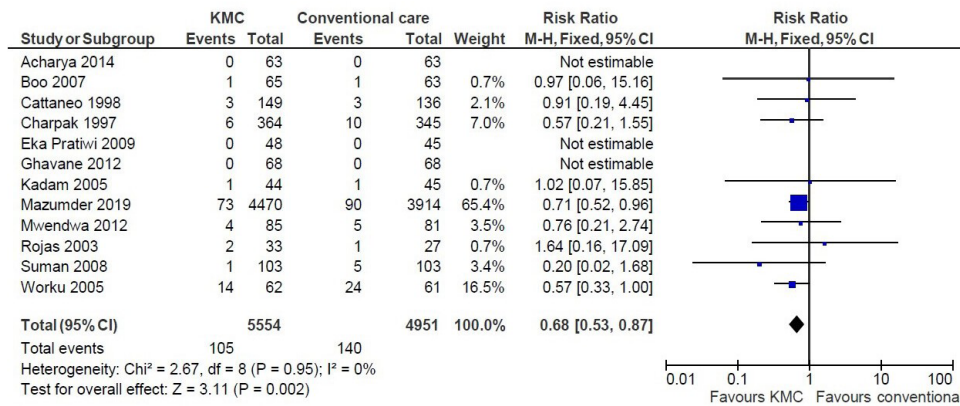 KMC Conventional care Risk Ratio Risk Ratio
Study or Subgroup Events Total Events Total Weight M-H, Fixed, 95% CI M-H, Fixed, 95% CI
Acharya 2014 0 63 0 63 Not estimable
Boo 2007 1 65 1 63 0.7% 0.97 [0.06, 15.16]
Cattaneo 1998 3 149 3 136 2.1% 0.91 [0.19, 4.45]
Charpak 1997 6 364 10 345 7.0% 0.57 [0.21, 1.55]
Eka Pratiwi 2009 0 48 0 45 Not estimable
Ghavane 2012 0 68 0 68 Not estimable
Kadam 2005 1 44 1 45 0.7% 1.02 [0.07, 15.85]
Mazumder 2019 73 4470 90 3914 65.4% 0.71 [0.52, 0.96]
Mwendwa 2012 4 85 5 81 3.5% 0.76 [0.21, 2.74]
Rojas 2003 2 33 1 27 0.8% 1.64 [0.16, 17.09]
Suman 2008 1 103 5 103 3.4% 0.20 [0.02, 1.68]
Worku 2005 14 62 24 61 16.5% 0.57 [0.33, 1.00]
Total (95% CI) 5554 4951 100.0% 0.68 [0.53, 0.87]
Total events 105 140
Heterogeneity: Chi² = 2.67, df = 8 (P = 0.95); I² = 0%
Test for overall effect: Z = 3.11 (P = 0.002)
0.01 0.1 1 10 100
Favours KMC Favours conventiona